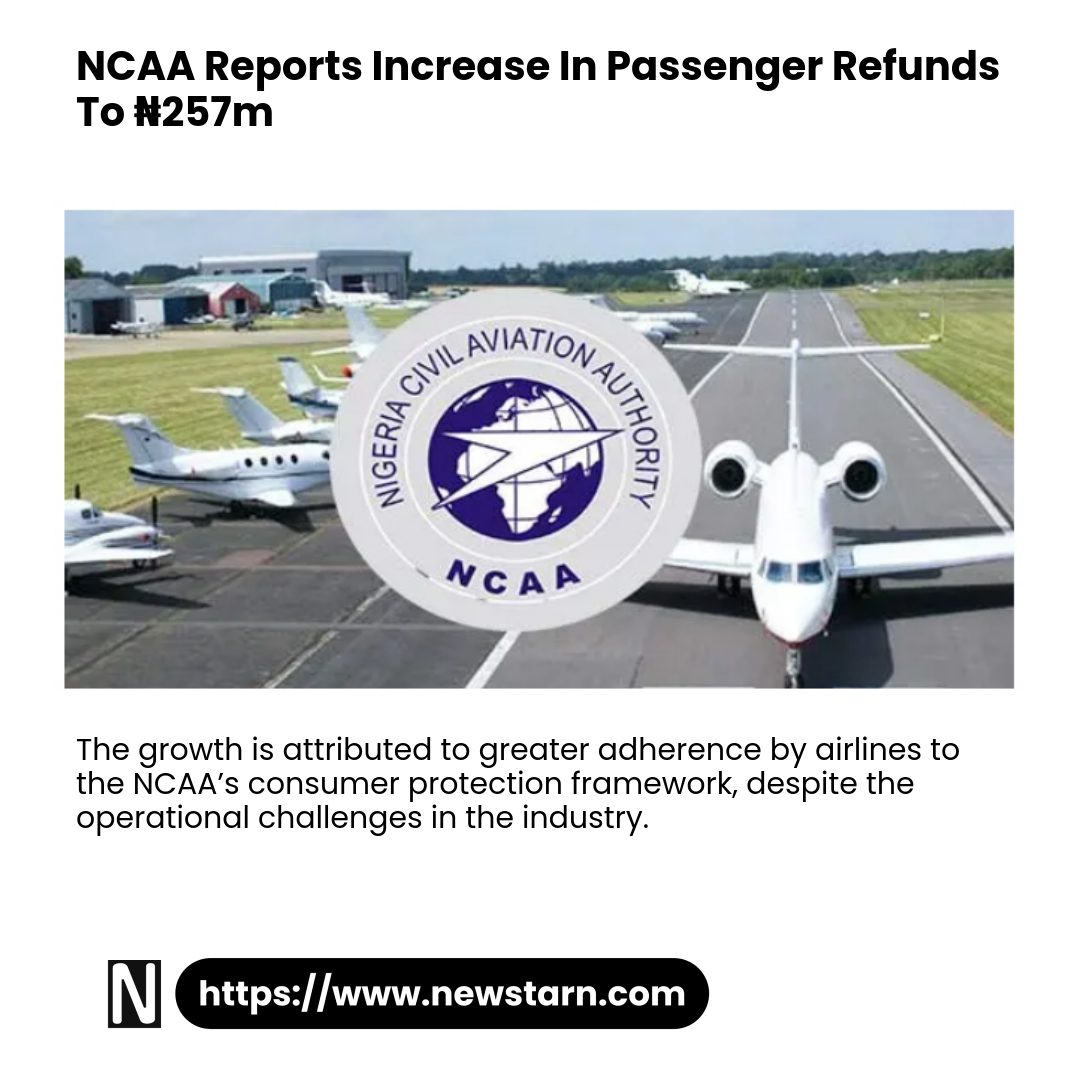 NCAA Reports Increase In Passenger Refunds
To ₦257m
NIGERIA CIVIL AVIATION AUTHORITY
NCAA
The growth is attributed to greater adherence by airlines to
the NCAA’s consumer protection framework, despite the
operational challenges in the industry.
N
https://www.newstarn.com